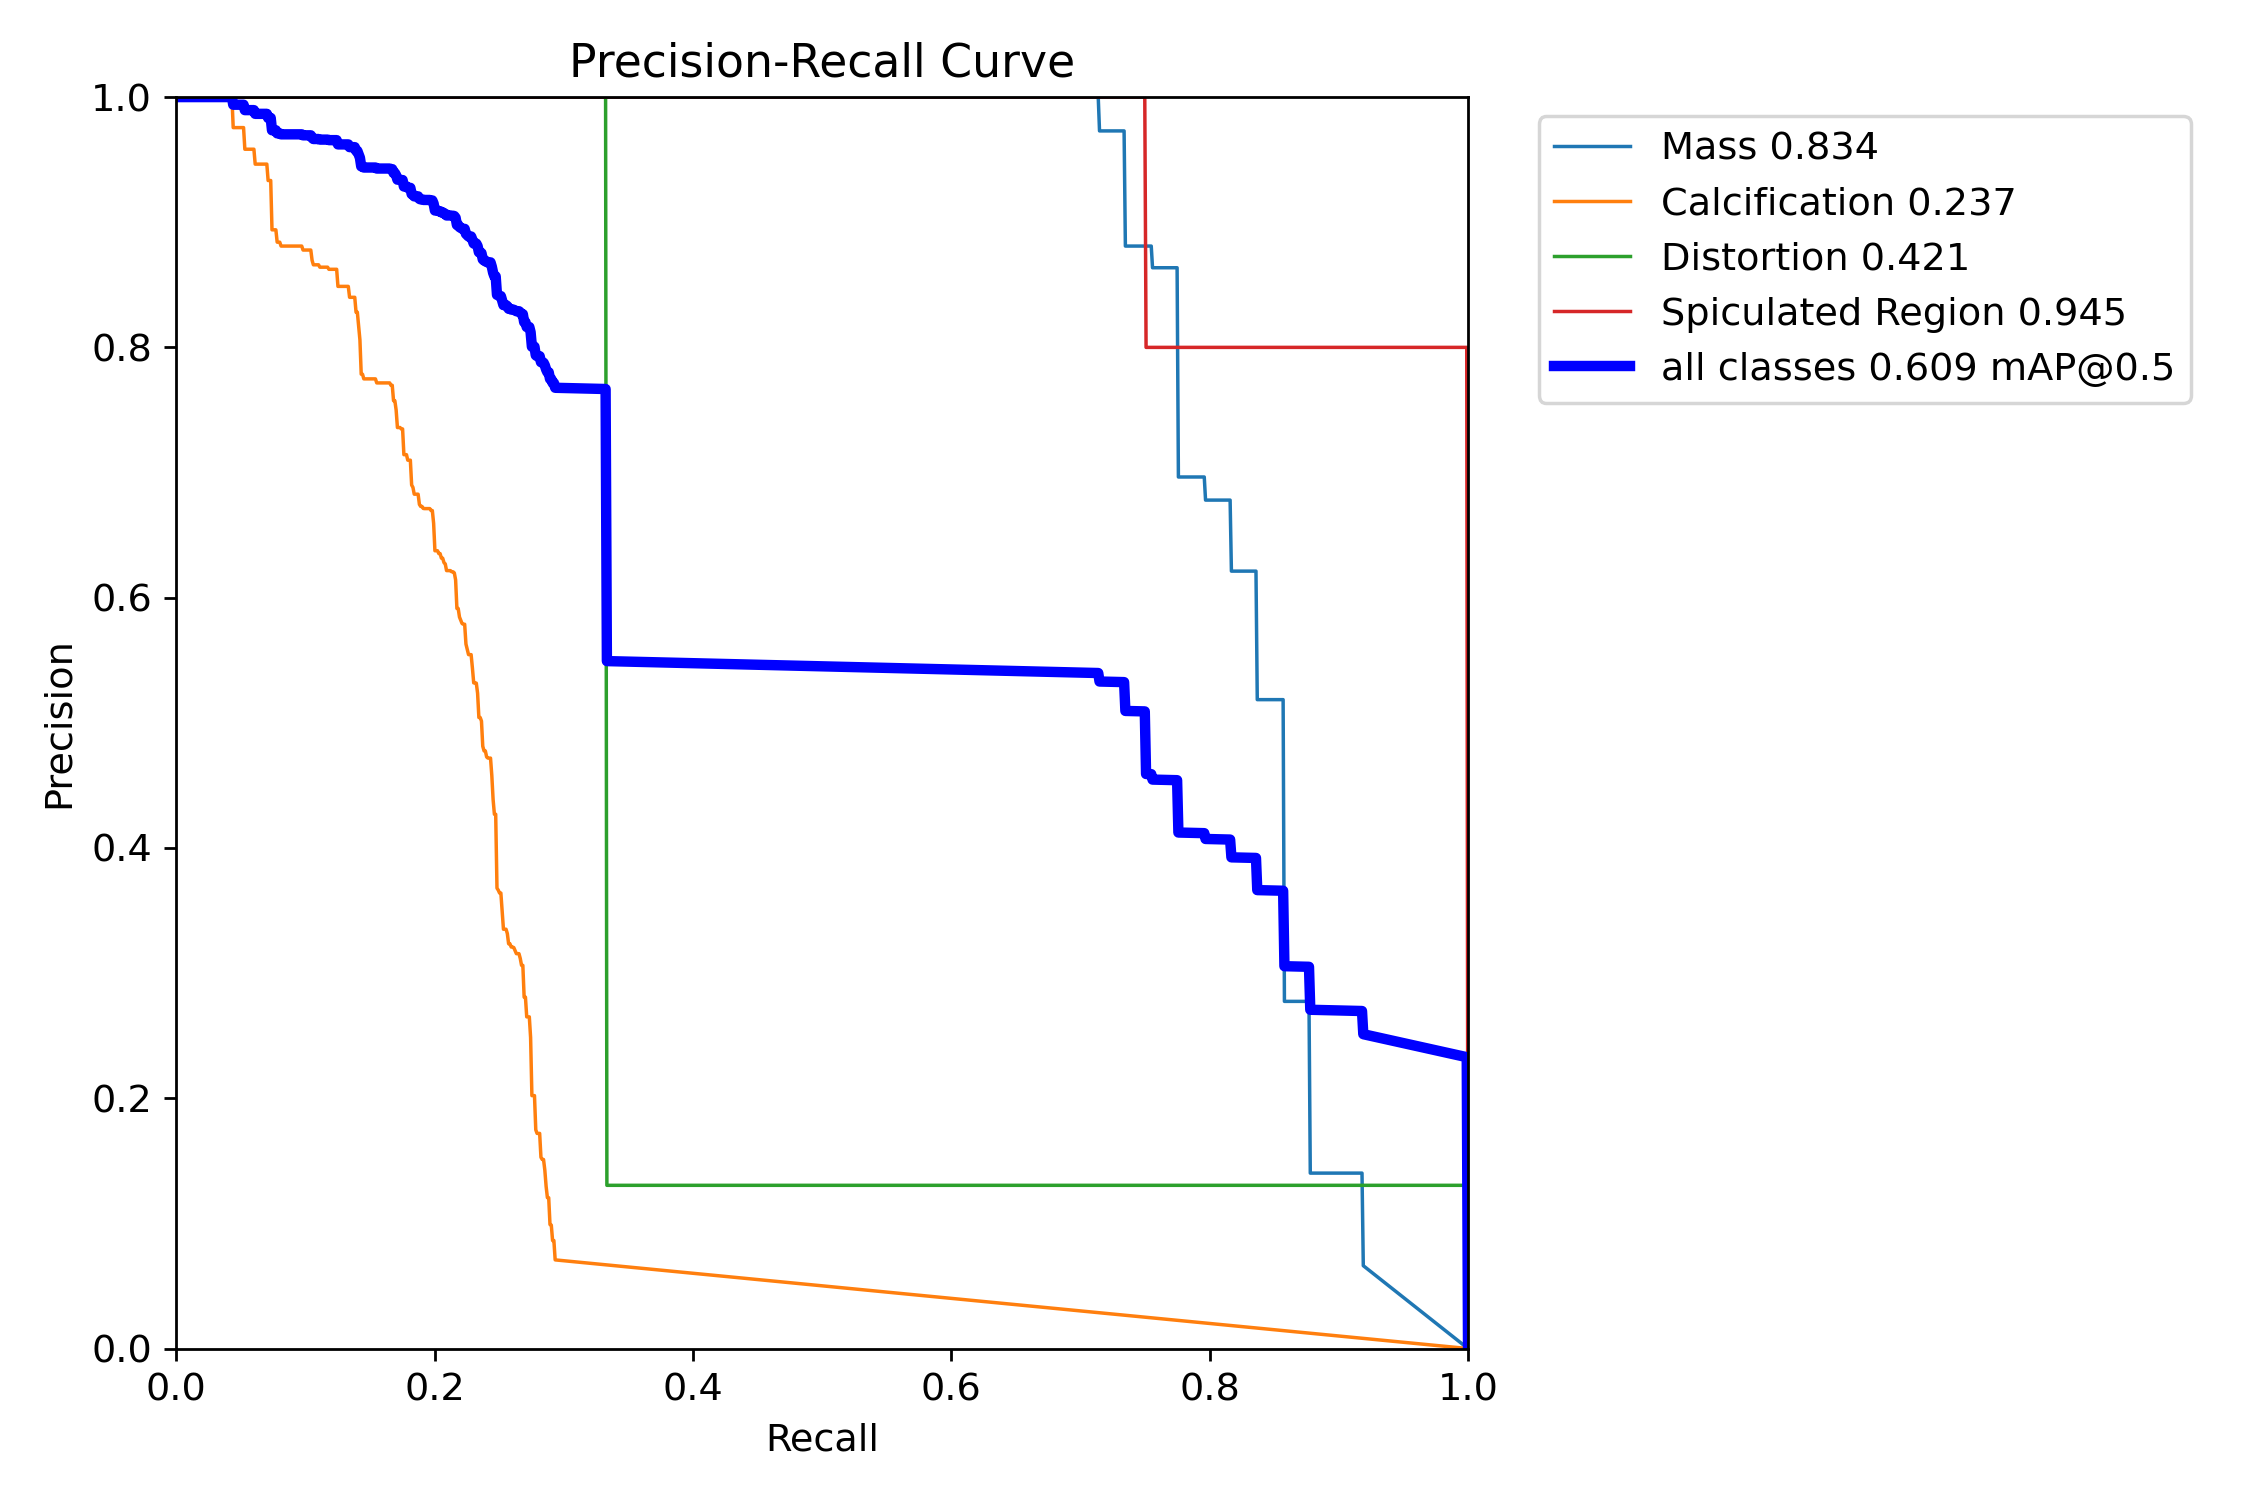 Precision-Recall Curve
1.0
0.8
0.6
0.4
0.2
0.0
Precision
0.0 0.2 0.4 0.6 0.8 1.0
Recall
Mass 0.834
Calcification 0.237
Distortion 0.421
Spiculated Region 0.945
all classes 0.609 mAP@0.5